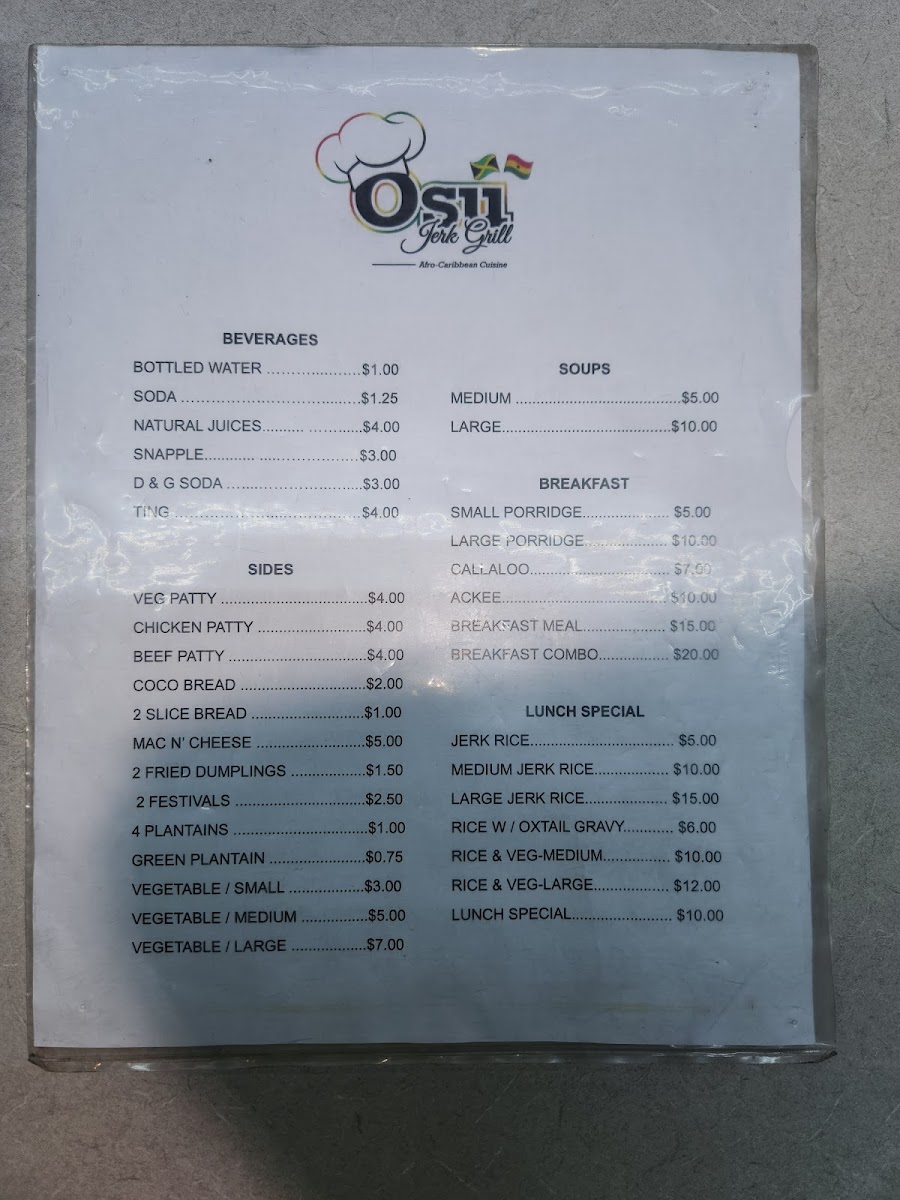 Osu
Jerk Grill
Afro-Caribbean Cuisine
BEVERAGES
BOTTLED WATER ......................$1.00
SODA ....................................$1.25
NATURAL JUICES.......... ............$4.00
SNAPPLE............ ......................$3.00
D & G SODA ............................$3.00
TING ......................................$4.00
SIDES
VEG PATTY ..................................$4.00
CHICKEN PATTY .........................$4.00
BEEF PATTY ................................$4.00
COCO BREAD .............................$2.00
2 SLICE BREAD ..........................$1.00
MAC N' CHEESE .........................$5.00
2 FRIED DUMPLINGS .................$1.50
2 FESTIVALS ..............................$2.50
4 PLANTAINS ...............................$1.00
GREEN PLANTAIN ......................$0.75
VEGETABLE / SMALL .................$3.00
VEGETABLE / MEDIUM ...............$5.00
VEGETABLE / LARGE .................$7.00
SOUPS
MEDIUM ......................................$5.00
LARGE.......................................$10.00
BREAKFAST
SMALL PORRIDGE.................... $5.00
LARGE PORRIDGE................... $10.00
CALLALOO................................ $7.00
ACKEE...................................... $10.00
BREAKFAST MEAL................... $15.00
BREAKFAST COMBO................ $20.00
LUNCH SPECIAL
JERK RICE................................. $5.00
MEDIUM JERK RICE................. $10.00
LARGE JERK RICE................... $15.00
RICE W / OXTAIL GRAVY........... $6.00
RICE & VEG-MEDIUM............... $10.00
RICE & VEG-LARGE................. $12.00
LUNCH SPECIAL....................... $10.00